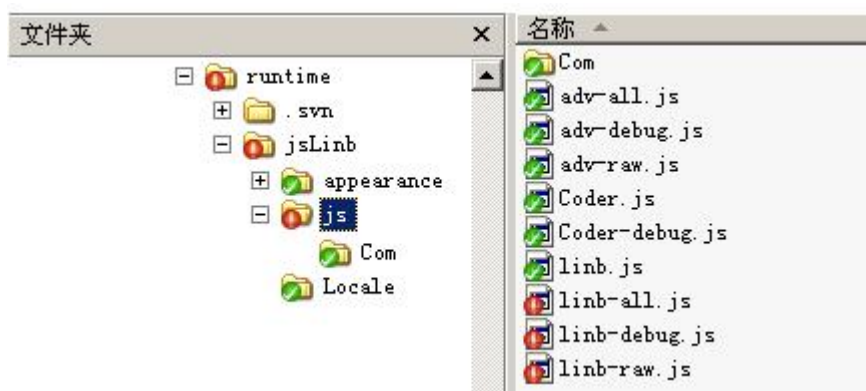 文件夹
runtime
.svn
jsLinb
appearance
js
Com
Locale
名称
Com
adv-all.js
adv-debug.js
adv-raw.js
Coder.js
Coder-debug.js
linb.js
linb-all.js
linb-debug.js
linb-raw.js